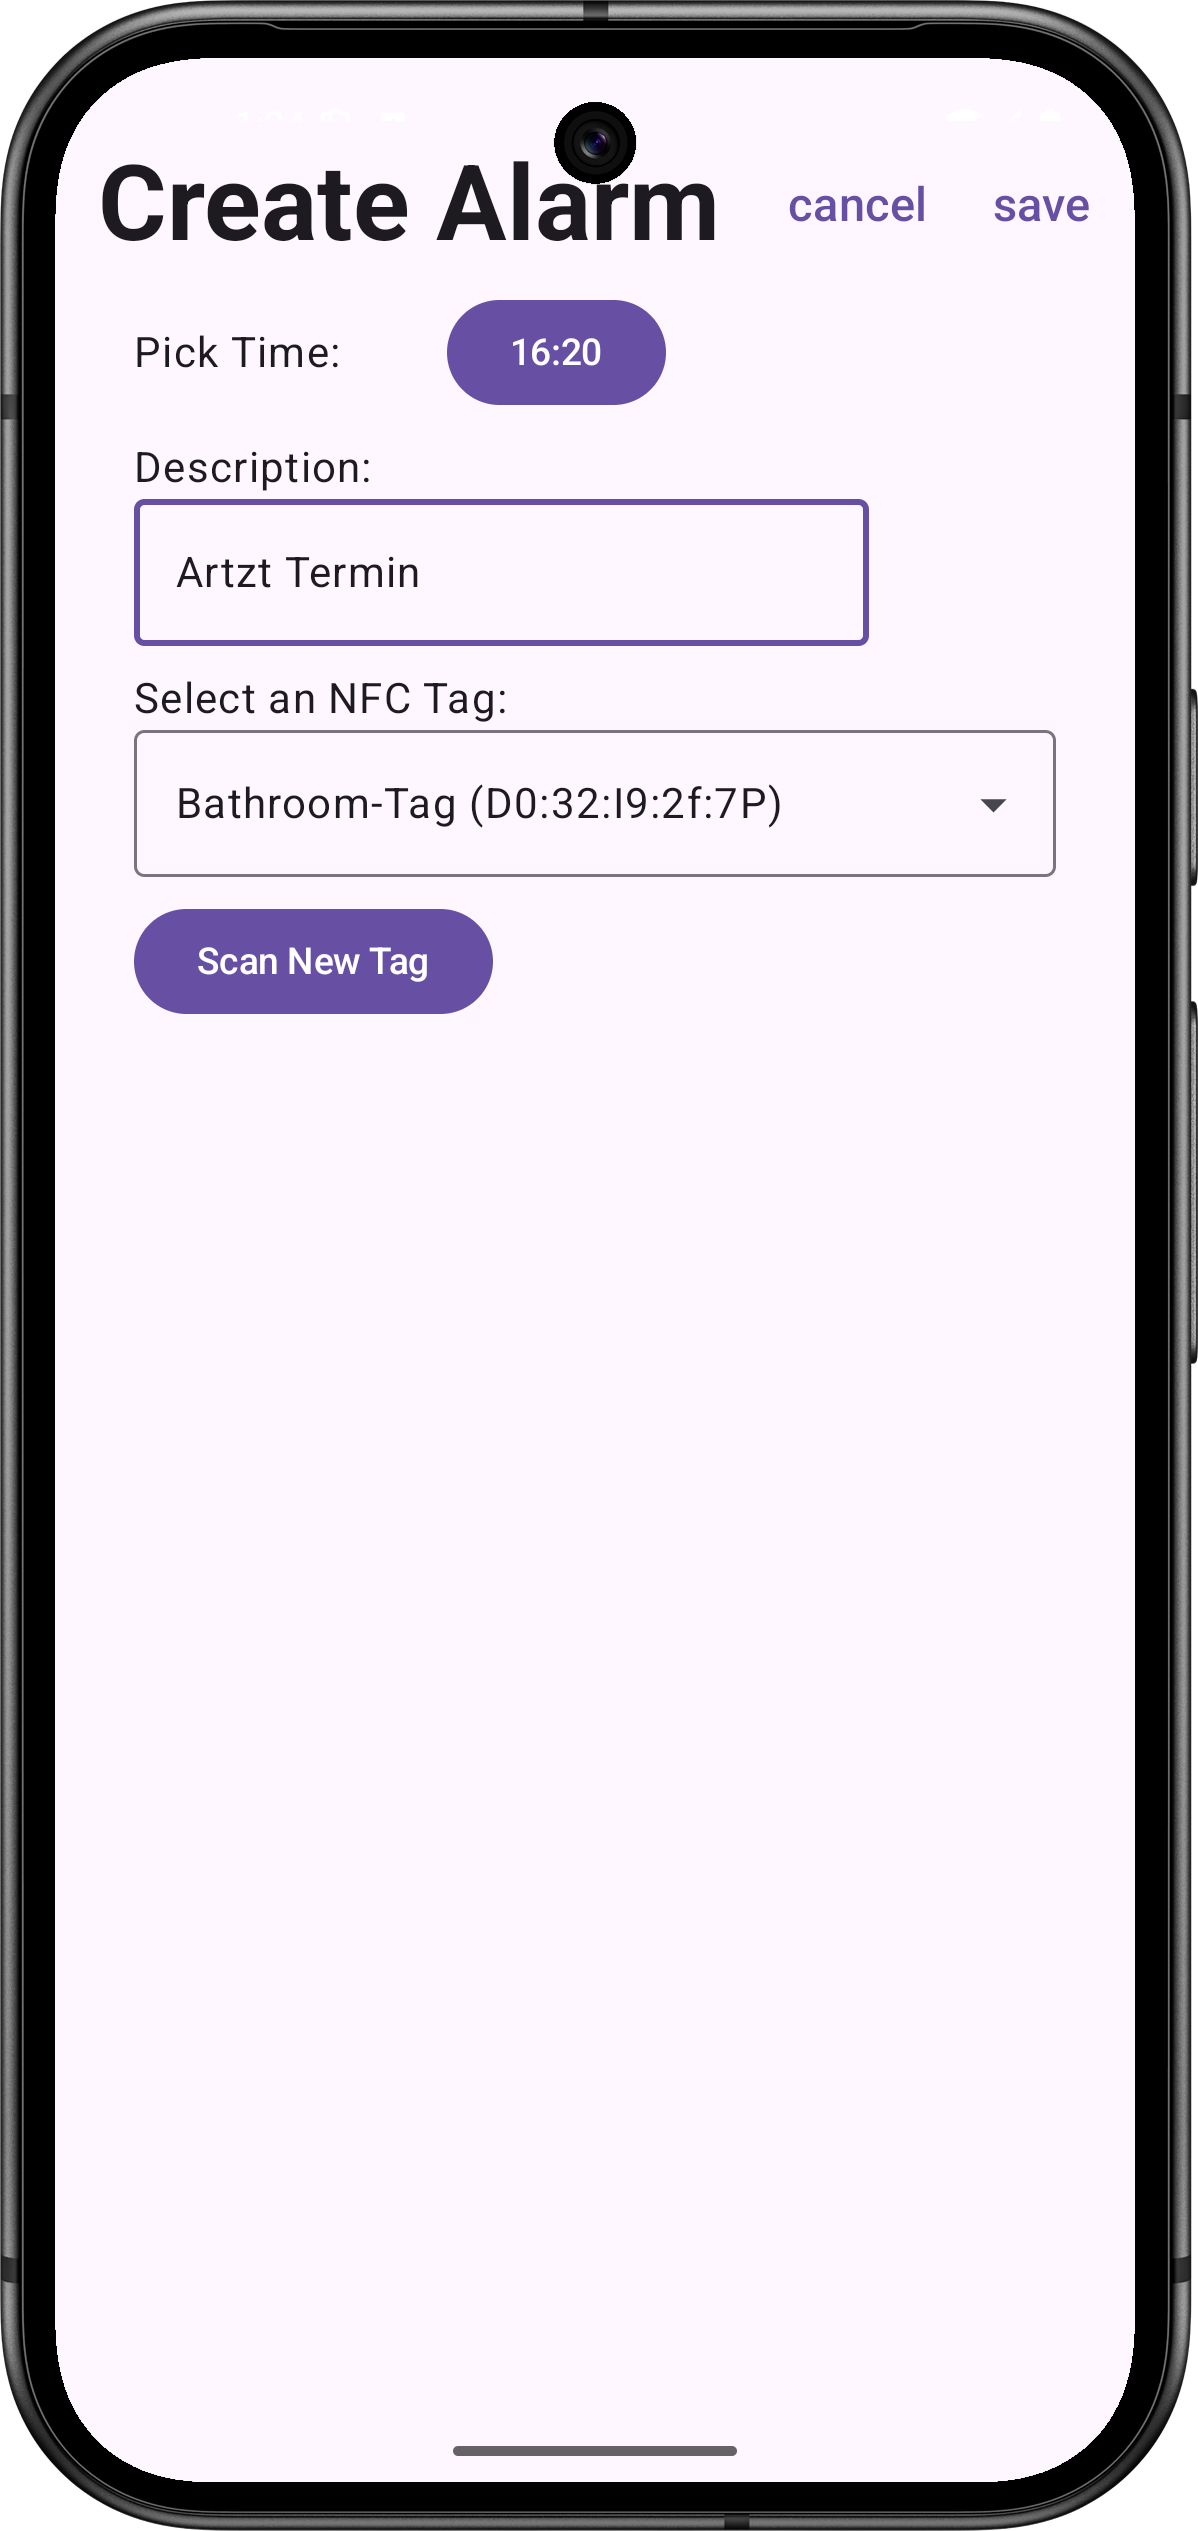 Create Alarm cancel save
Pick Time: 16:20
Description:
Artzt Termin
Select an NFC Tag:
Bathroom-Tag (D0:32:I9:2f:7P)
Scan New Tag